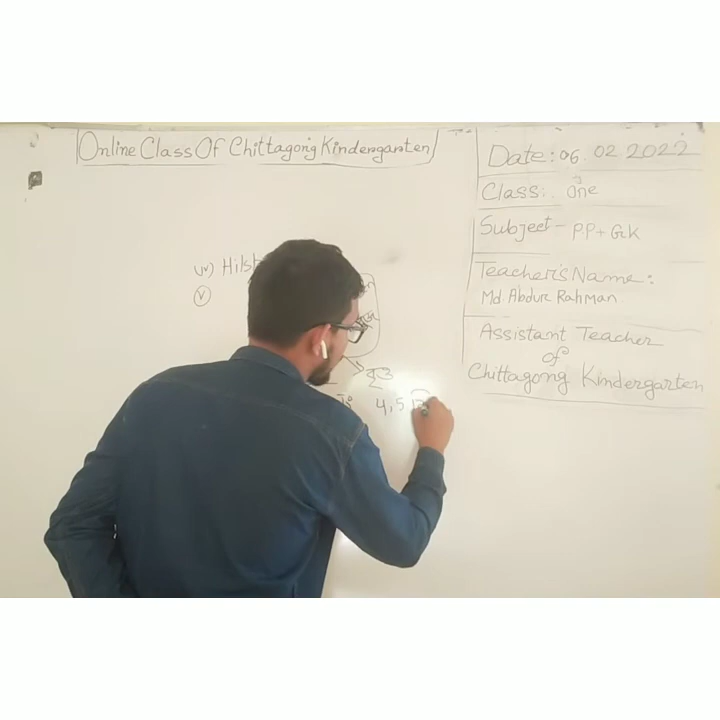 Online Class Of Chittagong Kindergarten
Date: 06.02.2022
Class: One
Subject - PP+GK
Teacher's Name:
Md Abdur Rahman
Assistant Teacher
of
Chittagong Kindergarten
iv) Hilsh
v
4,5